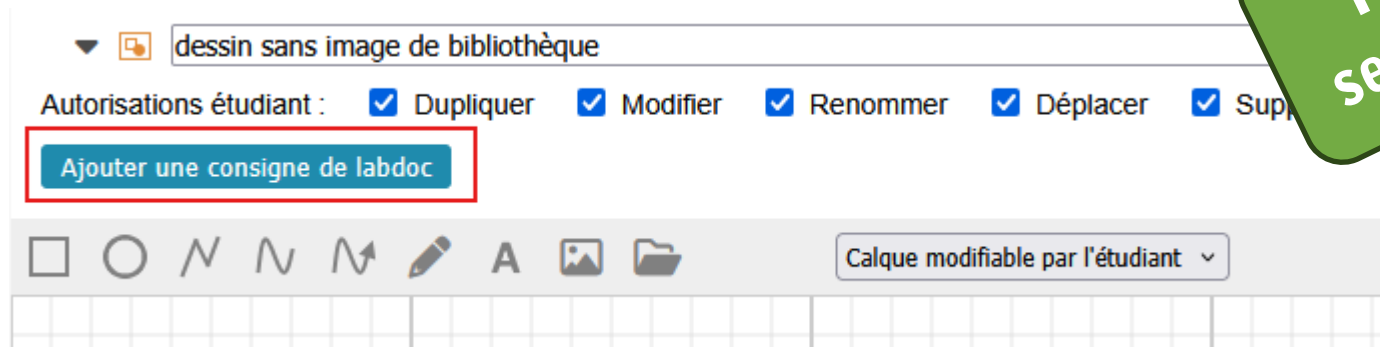 dessin sans image de bibliothèque
Autorisations étudiant : Dupliquer Modifier Renommer Déplacer
Ajouter une consigne de labdoc
A
Calque modifiable par l'étudiant